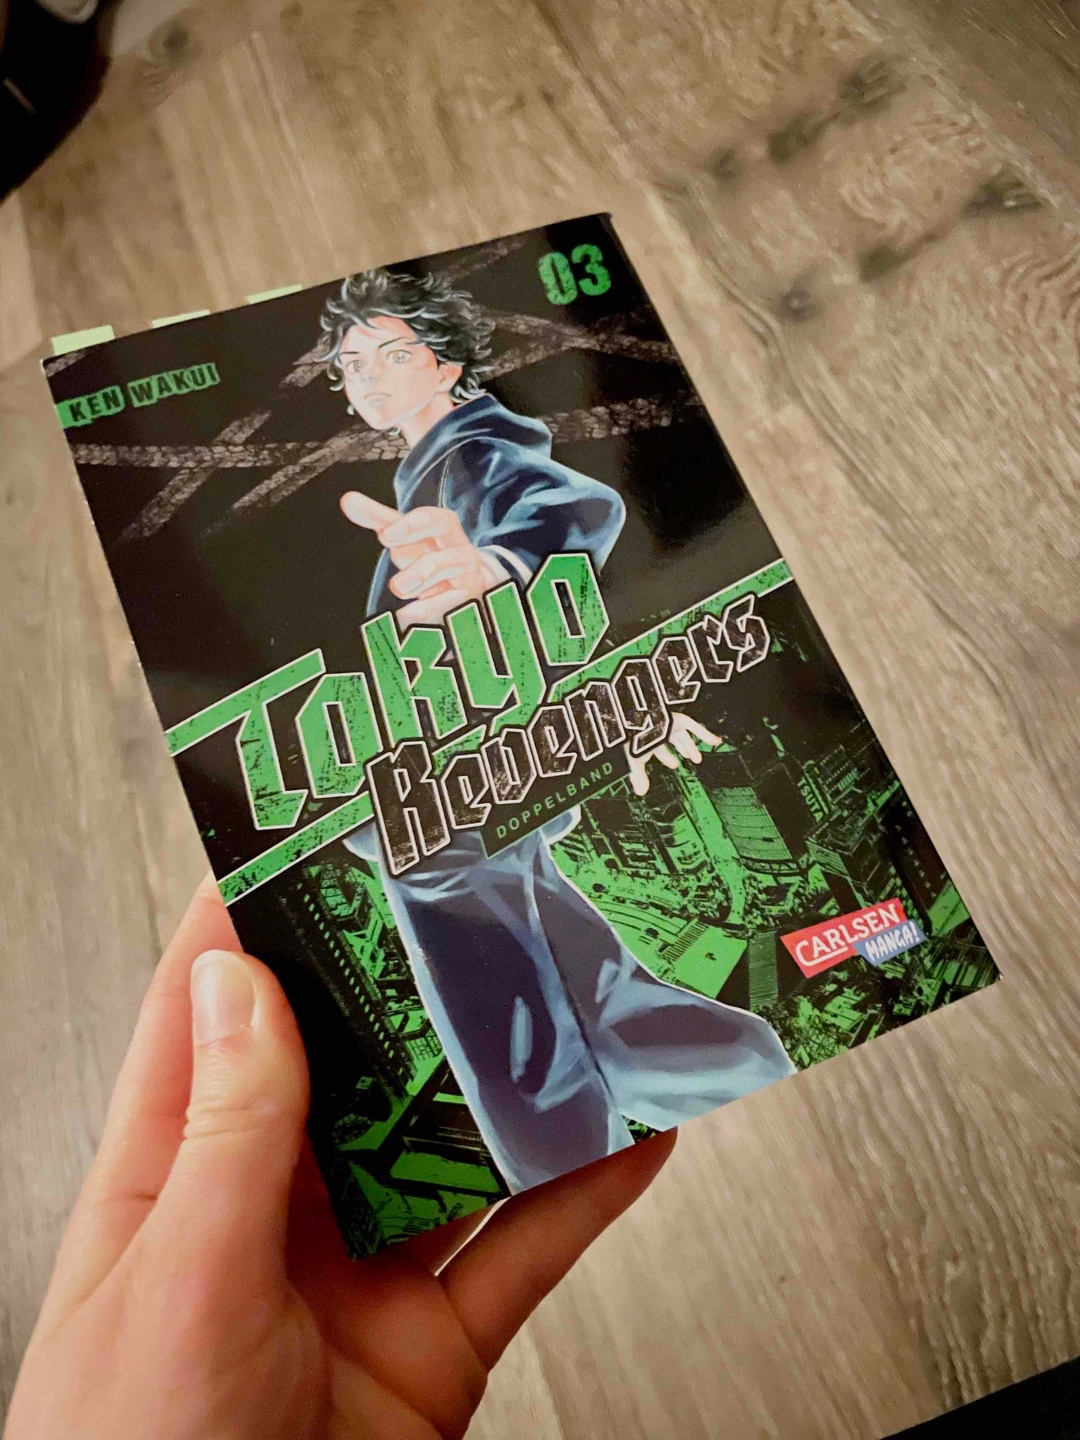 03
KEN WAKUI
Tokyo
Revengers
DOPPELBAND
CARLSEN
MANGA!